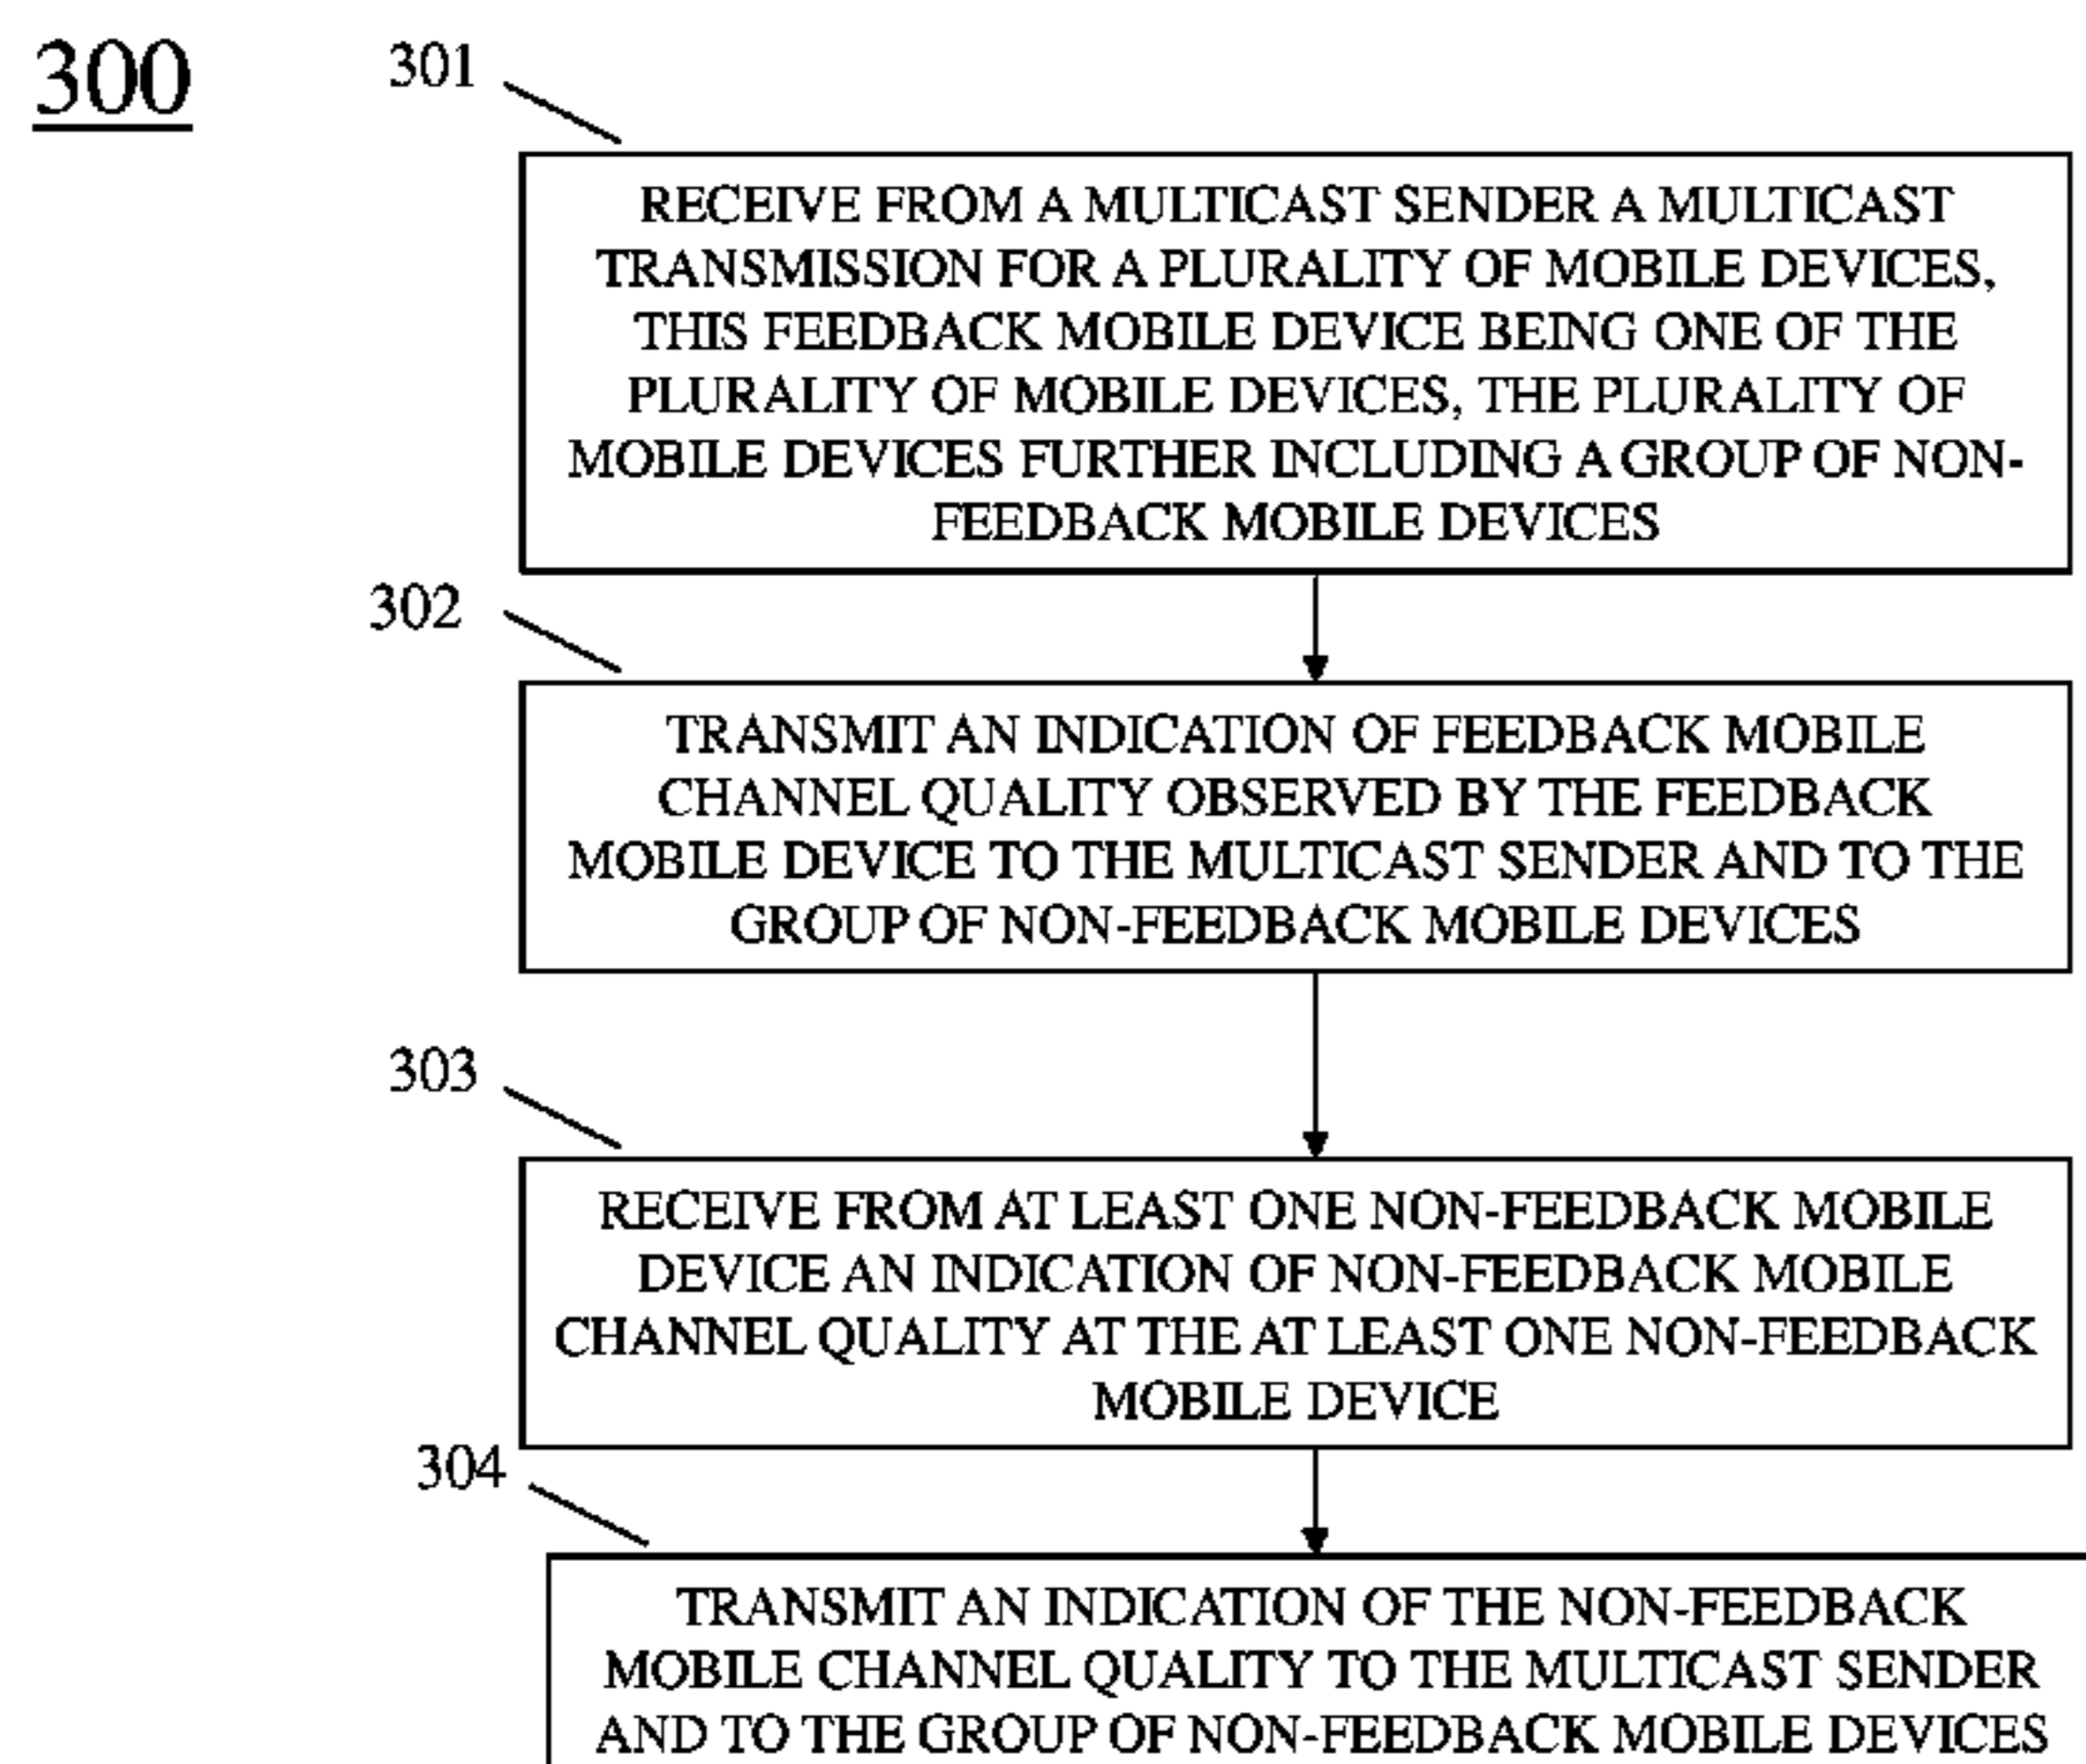 300
301
RECEIVE FROM A MULTICAST SENDER A MULTICAST
TRANSMISSION FOR A PLURALITY OF MOBILE DEVICES,
THIS FEEDBACK MOBILE DEVICE BEING ONE OF THE
PLURALITY OF MOBILE DEVICES, THE PLURALITY OF
MOBILE DEVICES FURTHER INCLUDING A GROUP OF NON-
FEEDBACK MOBILE DEVICES
302
TRANSMIT AN INDICATION OF FEEDBACK MOBILE
CHANNEL QUALITY OBSERVED BY THE FEEDBACK
MOBILE DEVICE TO THE MULTICAST SENDER AND TO THE
GROUP OF NON-FEEDBACK MOBILE DEVICES
303
RECEIVE FROM AT LEAST ONE NON-FEEDBACK MOBILE
DEVICE AN INDICATION OF NON-FEEDBACK MOBILE
CHANNEL QUALITY AT THE AT LEAST ONE NON-FEEDBACK
MOBILE DEVICE
304
TRANSMIT AN INDICATION OF THE NON-FEEDBACK
MOBILE CHANNEL QUALITY TO THE MULTICAST SENDER
AND TO THE GROUP OF NON-FEEDBACK MOBILE DEVICES